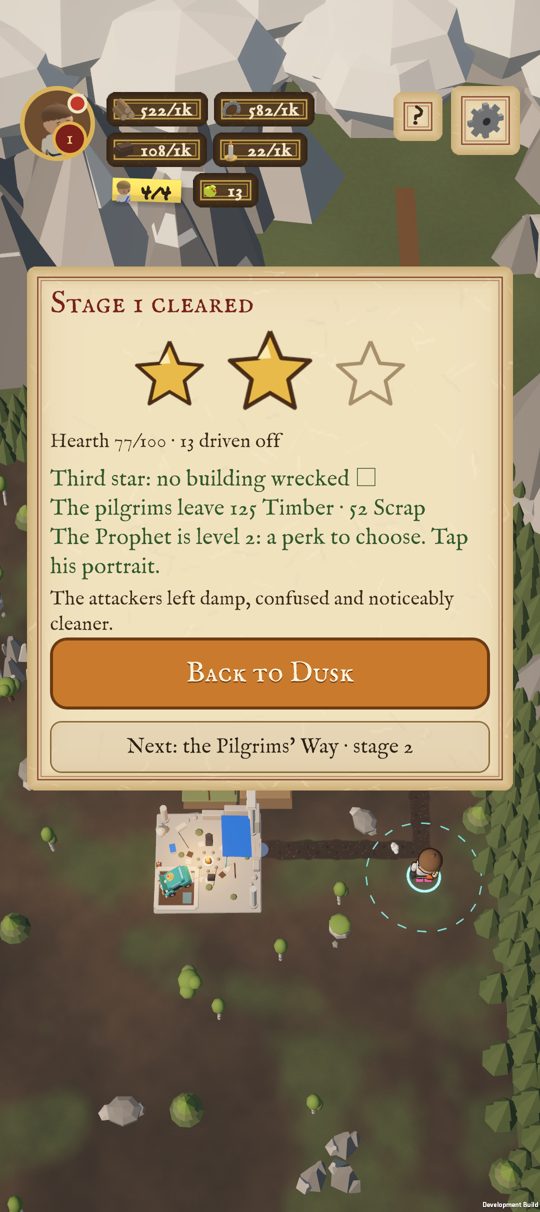 522/1k
582/1k
?
108/1k
22/1k
1
4/4
13
Stage 1 cleared
Hearth 77/100 · 13 driven off
Third star: no building wrecked □
The pilgrims leave 125 Timber · 52 Scrap
The Prophet is level 2: a perk to choose. Tap
his portrait.
The attackers left damp, confused and noticeably
cleaner.
Back to Dusk
Next: the Pilgrims' Way · stage 2
Development Build